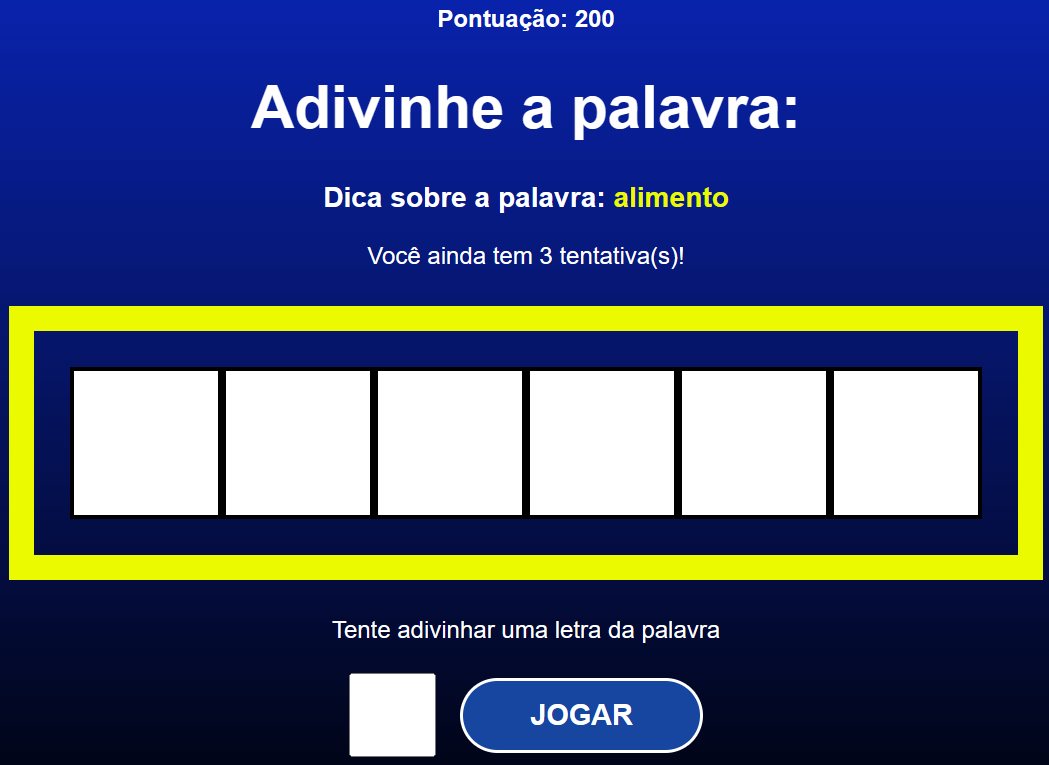 Pontuação: 200
Adivinhe a palavra:
Dica sobre a palavra: alimento
Você ainda tem 3 tentativa(s)!
Tente adivinhar uma letra da palavra
JOGAR